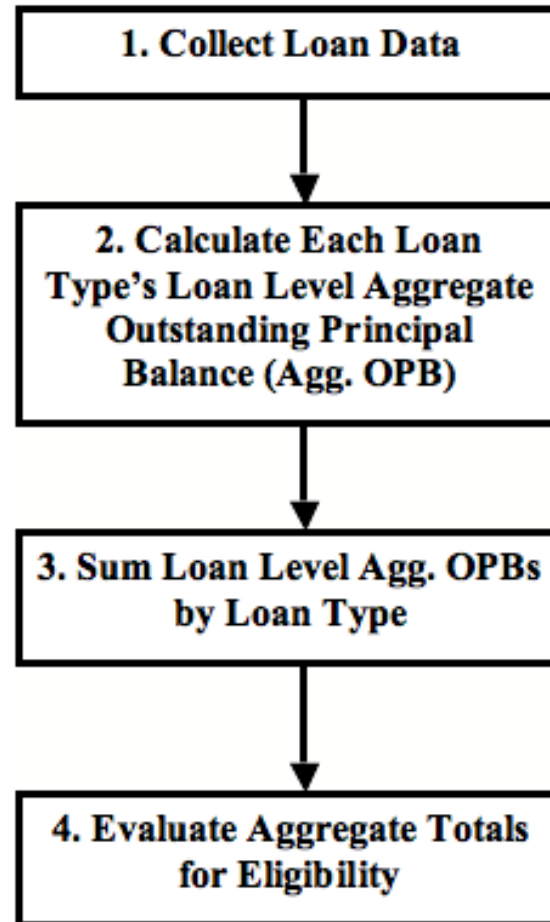 1. Collect Loan Data
2. Calculate Each Loan
Type’s Loan Level Aggregate
Outstanding Principal
Balance (Agg. OPB)
3. Sum Loan Level Agg. OPBs
by Loan Type
4. Evaluate Aggregate Totals
for Eligibility